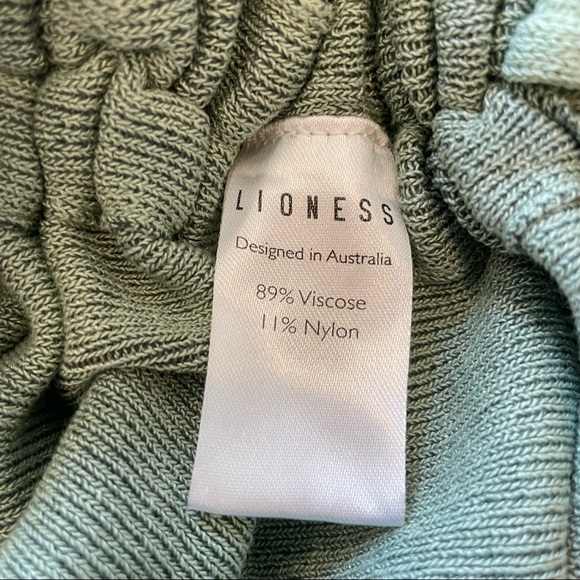 LIONESS
Designed in Australia
89% Viscose
11% Nylon